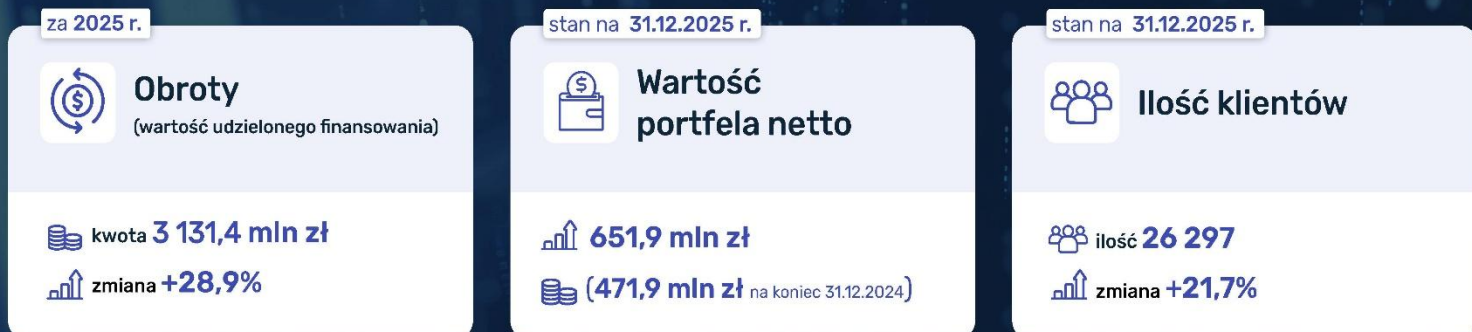 za 2025 r.
Obroty
(wartość udzielonego finansowania)
kwota 3 131,4 mln zł
zmiana +28,9%
stan na 31.12.2025 r.
Wartość
portfela netto
651,9 mln zł
(471,9 mln zł na koniec 31.12.2024)
stan na 31.12.2025 r.
Ilość klientów
ilość 26 297
zmiana +21,7%